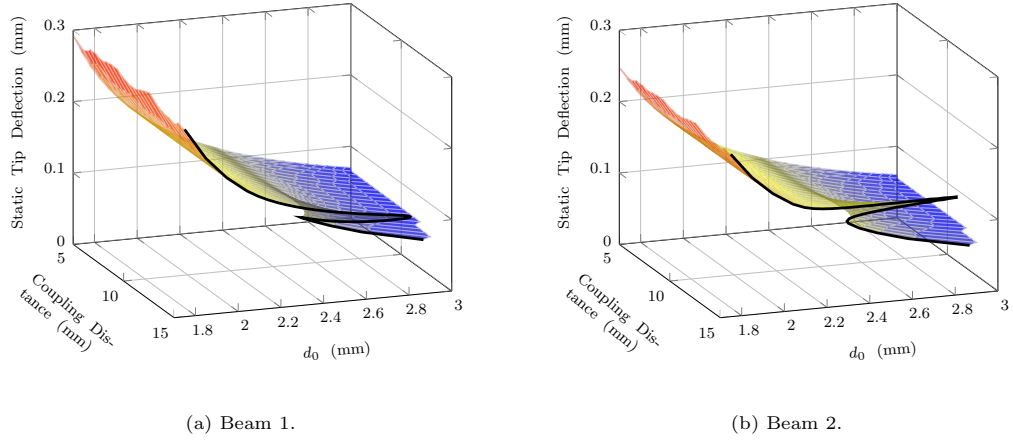 Static Tip Deflection (mm)
0.3
0.2
0.1
0
5
10
15
Coupling Dis-
tance (mm)
1.8
2
2.2
2.4
2.6
2.8
3
d0 (mm)
(a) Beam 1.
Static Tip Deflection (mm)
0.3
0.2
0.1
0
5
10
15
Coupling Dis-
tance (mm)
1.8
2
2.2
2.4
2.6
2.8
3
d0 (mm)
(b) Beam 2.